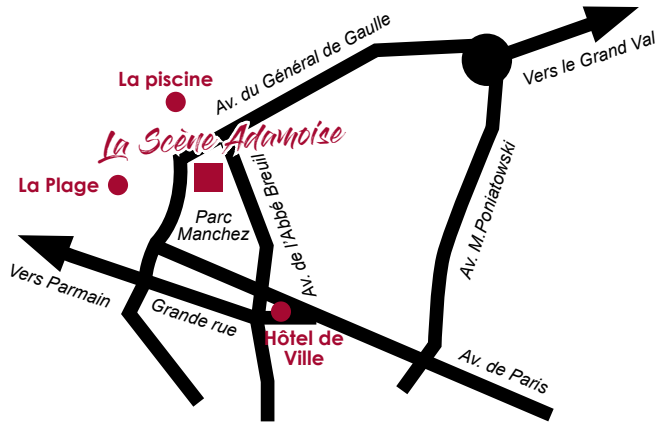 Av. du Général de Gaulle
Vers le Grand Val
La piscine
La Scène Adamoise
La Plage
Parc
Manchez
Av. de l'Abbé Breuil
Av. M.Poniatowski
Vers Parmain
Grande rue
Hôtel de
Ville
Av. de Paris